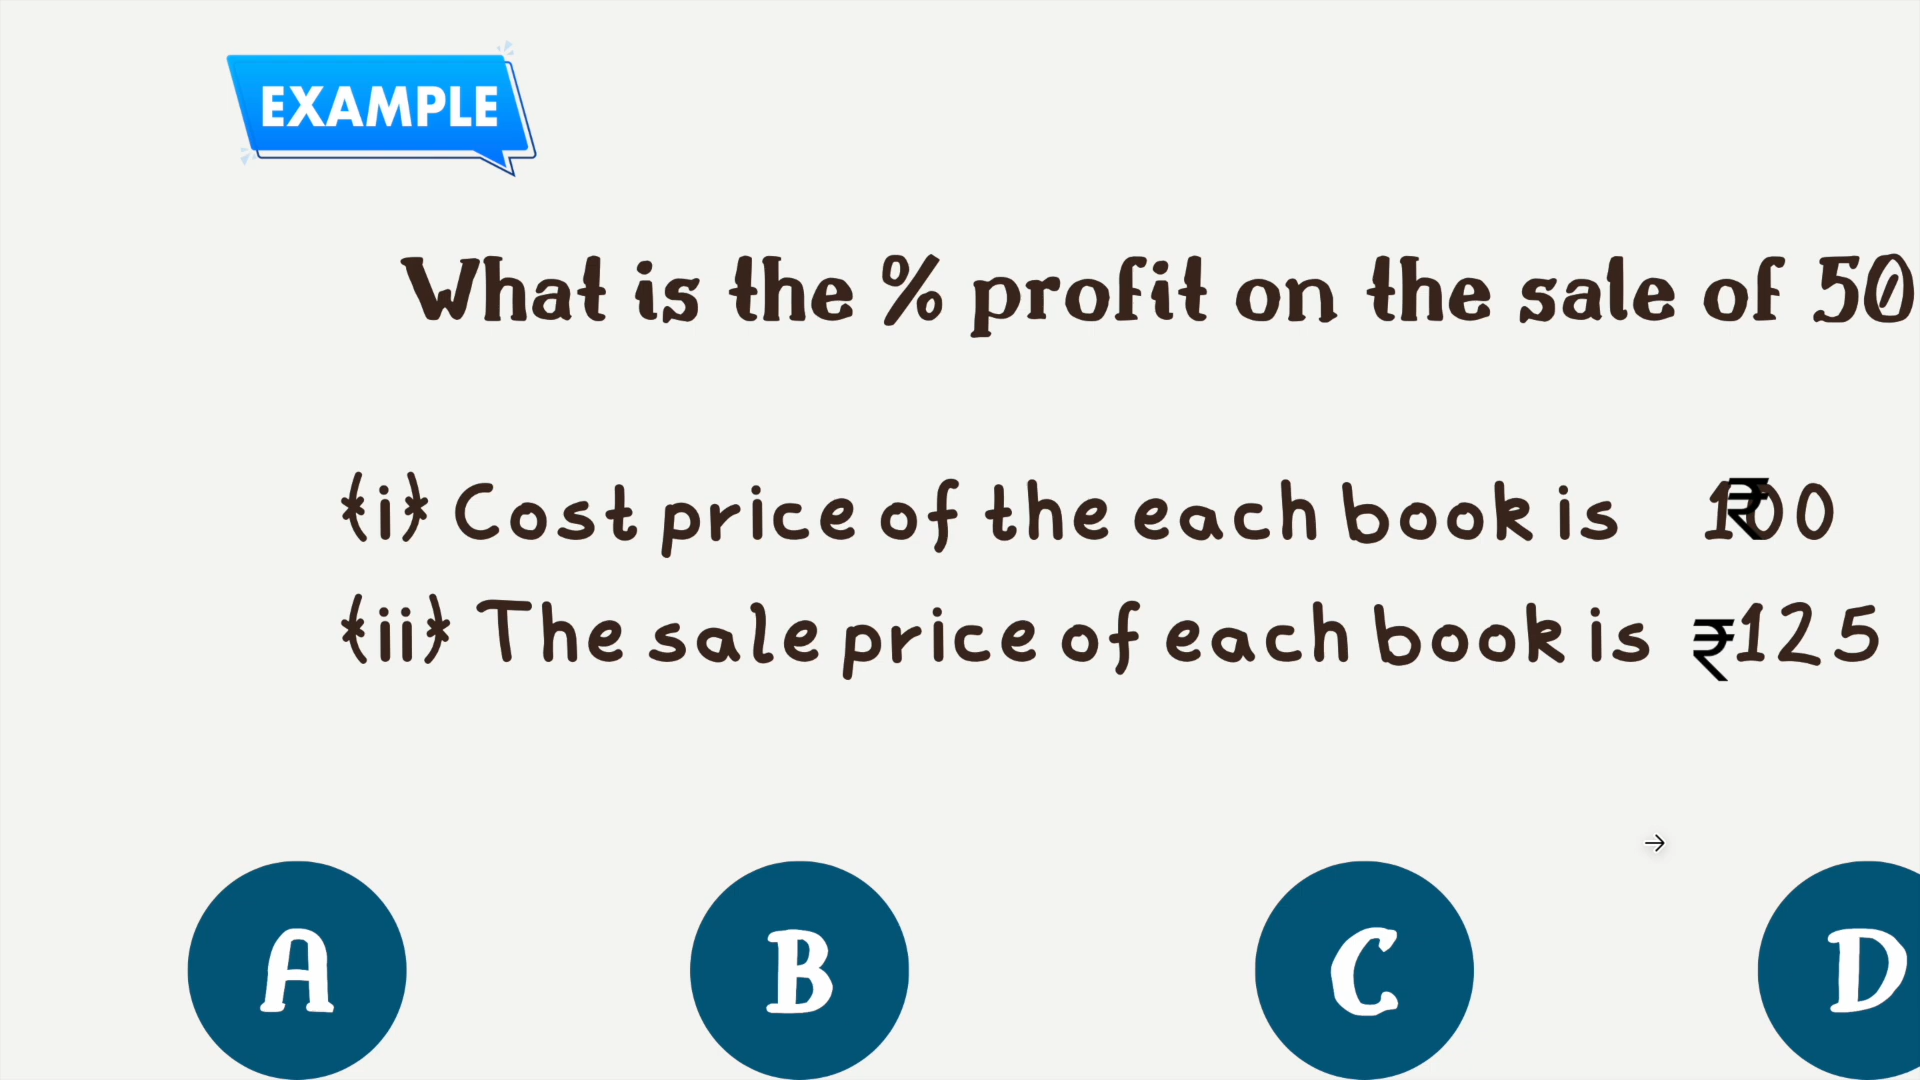 EXAMPLE
What is the % profit on the sale of 50
(i) Cost price of the each book is ₹100
(ii) The sale price of each book is ₹125
A B C D